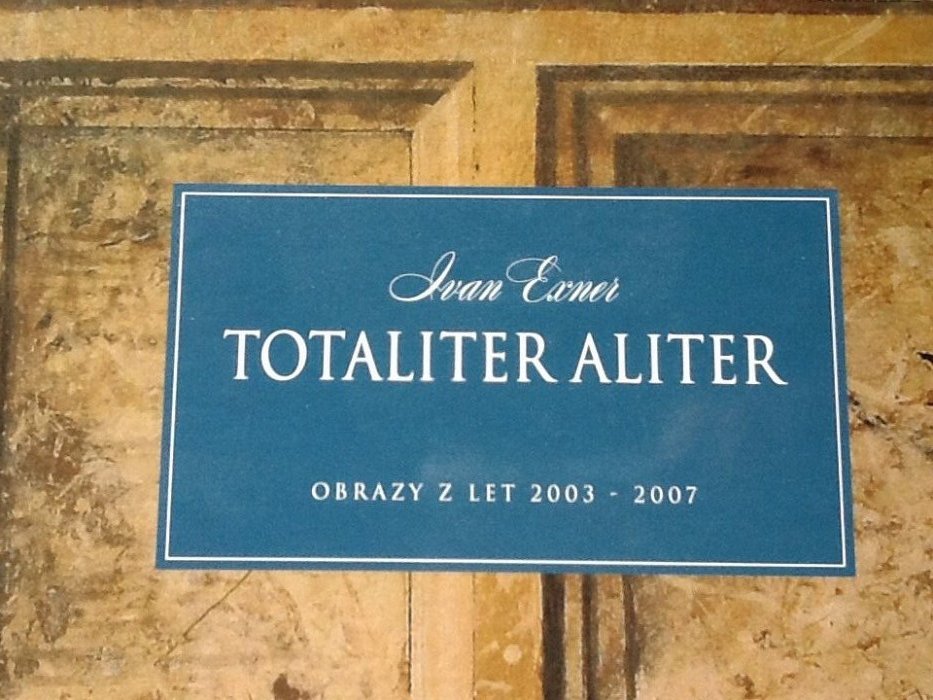 Ivan Exner
TOTALITER ALITER
OBRAZY Z LET 2003 - 2007